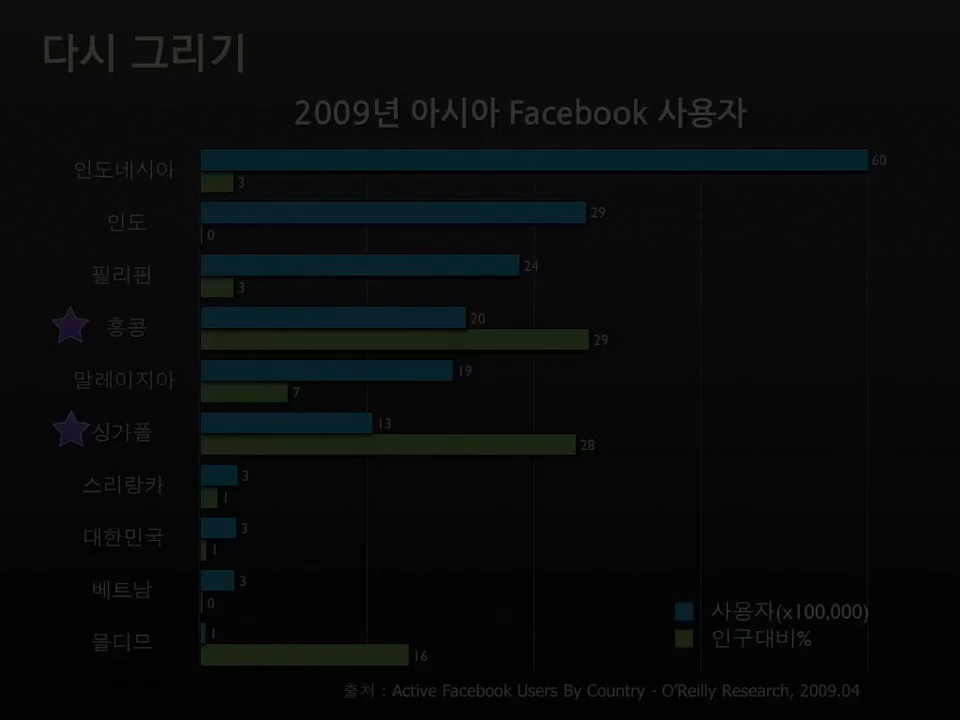 다시 그리기
2009년 아시아 Facebook 사용자
인도네시아 60
3
인도 29
0
필리핀 24
3
홍콩 20
29
말레이지아 19
7
싱가폴 13
28
스리랑카 3
1
대한민국 3
1
베트남 3
0
몰디므 1
16
사용자(x100,000)
인구대비%
출처 : Active Facebook Users By Country - O'Reilly Research, 2009.04